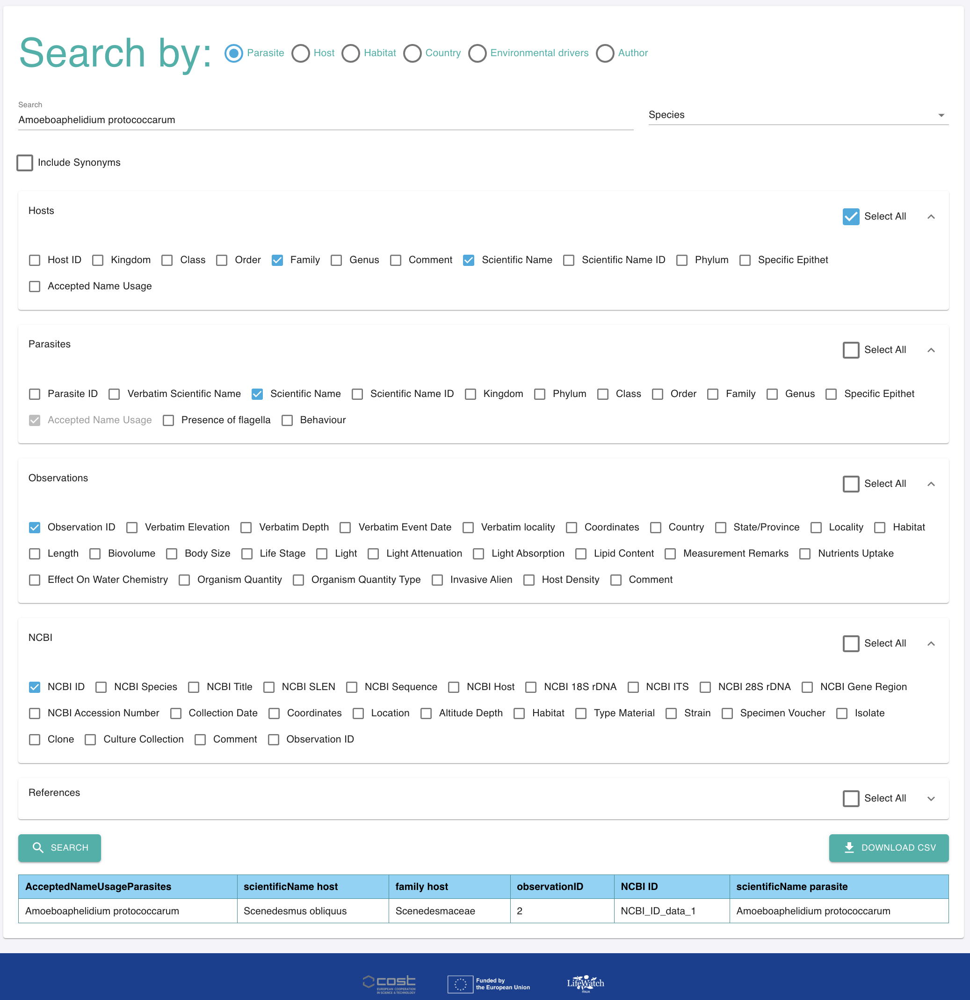 Search by: Parasite Host Habitat Country Environmental drivers Author
Search
Amoeboaphelidium protococcarum
Species
Include Synonyms
Hosts
Select All
Host ID Kingdom Class Order Family Genus Comment Scientific Name Scientific Name ID Phylum Specific Epithet
Accepted Name Usage
Parasites
Select All
Parasite ID Verbatim Scientific Name Scientific Name Scientific Name ID Kingdom Phylum Class Order Family Genus Specific Epithet
Accepted Name Usage Presence of flagella Behaviour
Observations
Select All
Observation ID Verbatim Elevation Verbatim Depth Verbatim Event Date Verbatim locality Coordinates Country State/Province Locality Habitat
Length Biovolume Body Size Life Stage Light Light Attenuation Light Absorption Lipid Content Measurement Remarks Nutrients Uptake
Effect On Water Chemistry Organism Quantity Organism Quantity Type Invasive Alien Host Density Comment
NCBI
Select All
NCBI ID NCBI Species NCBI Title NCBI SLEN NCBI Sequence NCBI Host NCBI 18S rDNA NCBI ITS NCBI 28S rDNA NCBI Gene Region
NCBI Accession Number Collection Date Coordinates Location Altitude Depth Habitat Type Material Strain Specimen Voucher Isolate
Clone Culture Collection Comment Observation ID
References
Select All
SEARCH
DOWNLOAD CSV
AcceptedNameUsageParasites scientificName host family host observationID NCBI ID scientificName parasite
Amoeboaphelidium protococcarum Scenedesmus obliquus Scenedesmaceae 2 NCBI_ID_data_1 Amoeboaphelidium protococcarum
cost
EUROPEAN COOPERATION
IN SCIENCE & TECHNOLOGY
Funded by
the European Union
LifeWatch
ITALIA